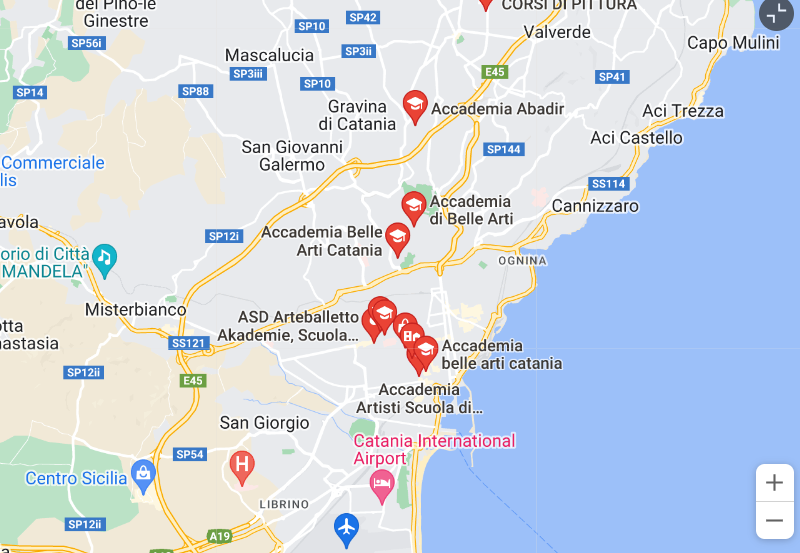 dei Pino-le
Ginestre
SP42
SP10
CORSI DI PITTURA
Valverde
Capo Mulini
SP56i
Mascalucia
SP3ii
SP3iii
SP10
E45
SP41
SP14
SP88
Gravina
di Catania
Accademia Abadir
Aci Trezza
Aci Castello
San Giovanni
Galermo
SP144
Commerciale
lis
SS114
Cannizzaro
Accademia
di Belle Arti
avola
SP12i
Accademia Belle
Arti Catania
orio di Città
MANDELA"
OGNINA
Misterbianco
ASD Arteballetto
Akademie, Scuola...
otta
nastasia
SS121
Accademia
belle arti catania
SP12ii
E45
Accademia
Artisti Scuola di...
San Giorgio
Catania International
Airport
SP54
H
Centro Sicilia
LIBRINO
SP12ii
A19
a